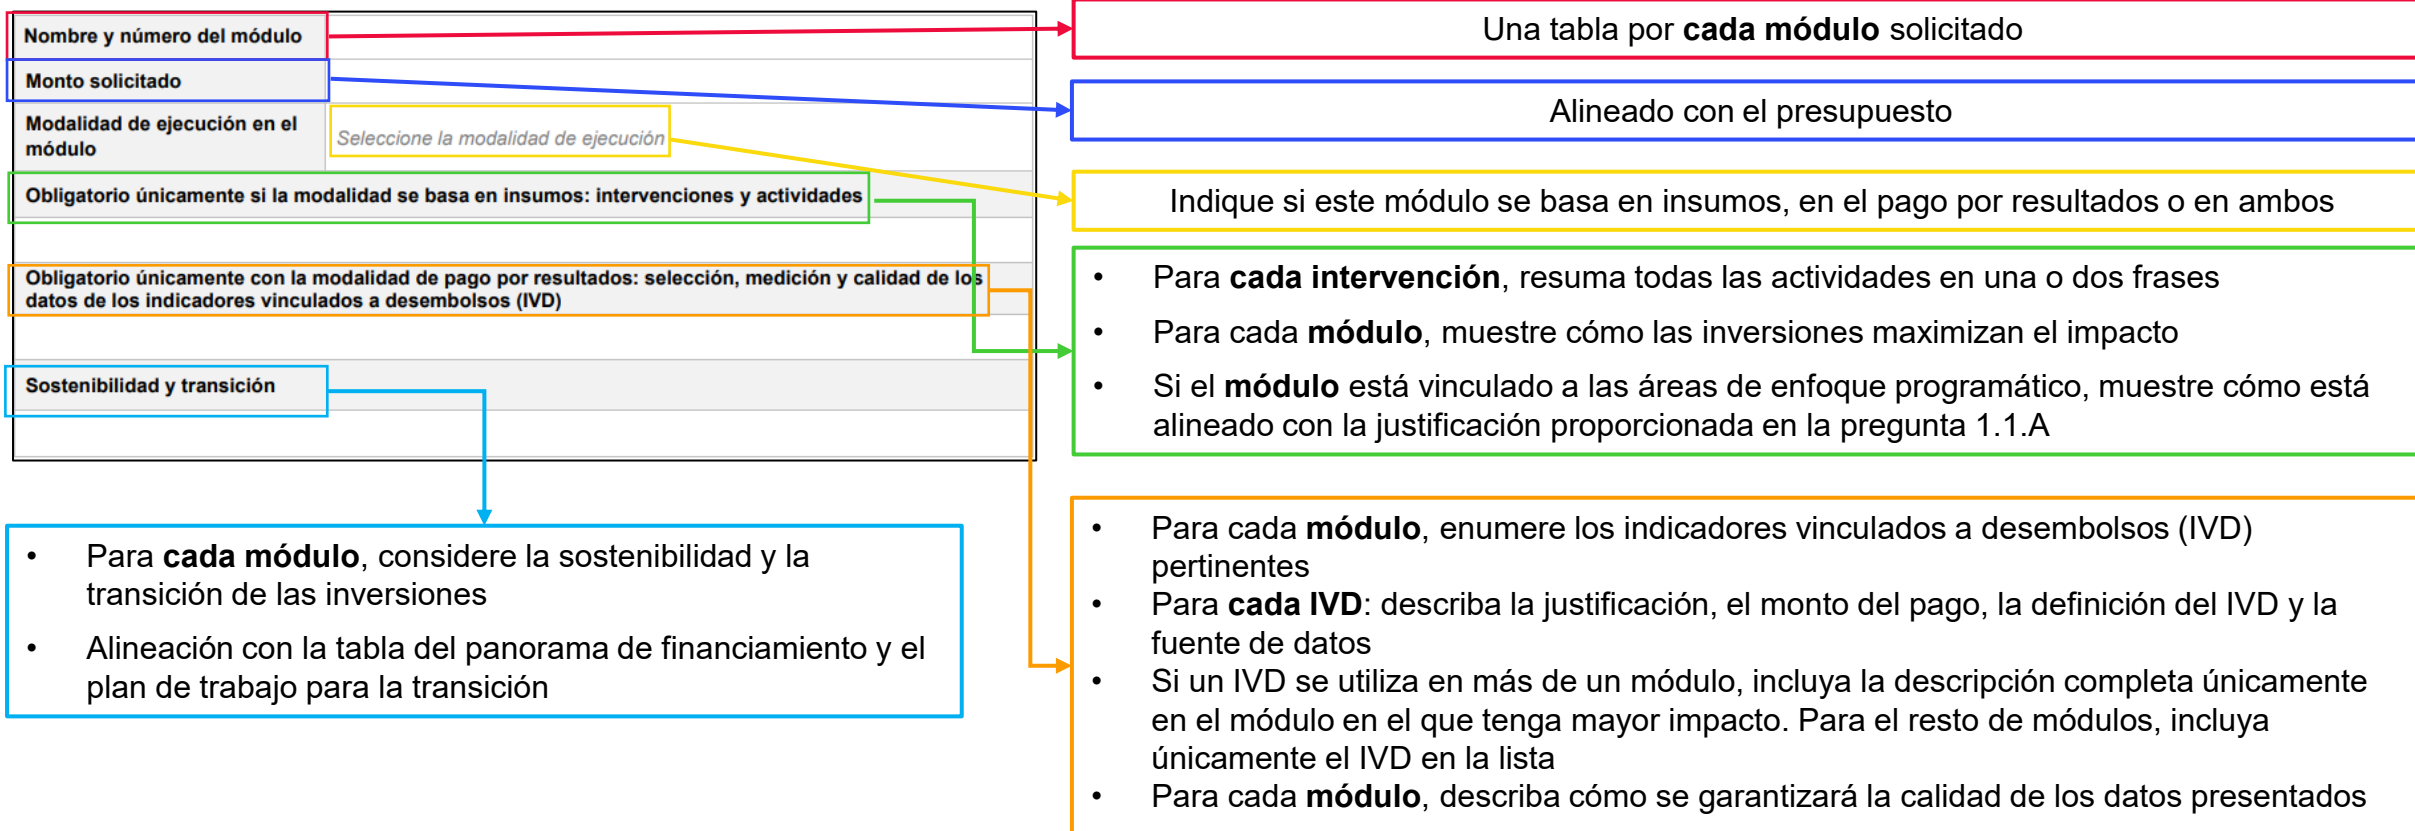 Nombre y número del módulo
Monto solicitado
Modalidad de ejecución en el
módulo
Seleccione la modalidad de ejecución
Obligatorio únicamente si la modalidad se basa en insumos: intervenciones y actividades
Obligatorio únicamente con la modalidad de pago por resultados: selección, medición y calidad de los
datos de los indicadores vinculados a desembolsos (IVD)
Sostenibilidad y transición
Una tabla por cada módulo solicitado
Alineado con el presupuesto
Indique si este módulo se basa en insumos, en el pago por resultados o en ambos
• Para cada intervención, resuma todas las actividades en una o dos frases
• Para cada módulo, muestre cómo las inversiones maximizan el impacto
• Si el módulo está vinculado a las áreas de enfoque programático, muestre cómo está
alineado con la justificación proporcionada en la pregunta 1.1.A
• Para cada módulo, considere la sostenibilidad y la
transición de las inversiones
• Alineación con la tabla del panorama de financiamiento y el
plan de trabajo para la transición
• Para cada módulo, enumere los indicadores vinculados a desembolsos (IVD)
pertinentes
• Para cada IVD: describa la justificación, el monto del pago, la definición del IVD y la
fuente de datos
• Si un IVD se utiliza en más de un módulo, incluya la descripción completa únicamente
en el módulo en el que tenga mayor impacto. Para el resto de módulos, incluya
únicamente el IVD en la lista
• Para cada módulo, describa cómo se garantizará la calidad de los datos presentados